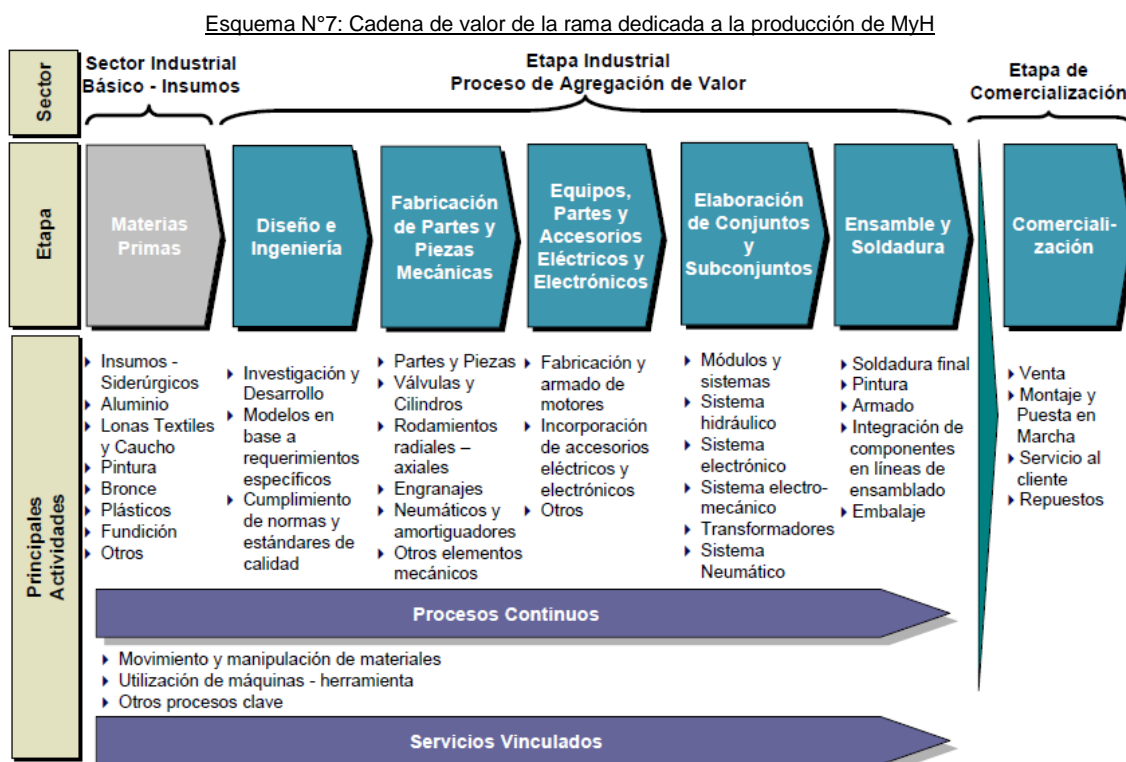 Esquema N°7: Cadena de valor de la rama dedicada a la producción de MyH
Sector
Sector Industrial
Básico - Insumos
Etapa Industrial
Proceso de Agregación de Valor
Etapa de
Comercialización
Etapa
Materias
Primas
Diseño e
Ingeniería
Fabricación
de Partes y
Piezas
Mecánicas
Equipos,
Partes y
Accesorios
Eléctricos y
Electrónicos
Elaboración
de Conjuntos
y
Subconjuntos
Ensamble y
Soldadura
Comerciali-
zación
Principales
Actividades
Insumos -
Siderúrgicos
Aluminio
Lonas Textiles
y Caucho
Pintura
Bronce
Plásticos
Fundición
Otros
Investigación y
Desarrollo
Modelos en
base a
requerimientos
específicos
Cumplimiento
de normas y
estándares de
calidad
Partes y Piezas
Válvulas y
Cilindros
Rodamientos
radiales –
axiales
Engranajes
Neumáticos y
amortiguadores
Otros elementos
mecánicos
Fabricación y
armado de
motores
Incorporación
de accesorios
eléctricos y
electrónicos
Otros
Módulos y
sistemas
Sistema
hidráulico
Sistema
electrónico
Sistema electro-
mecánico
Transformadores
Sistema
Neumático
Soldadura final
Pintura
Armado
Integración de
componentes
en líneas de
ensamblado
Embalaje
Venta
Montaje y
Puesta en
Marcha
Servicio al
cliente
Repuestos
Procesos Continuos
Movimiento y manipulación de materiales
Utilización de máquinas - herramienta
Otros procesos clave
Servicios Vinculados